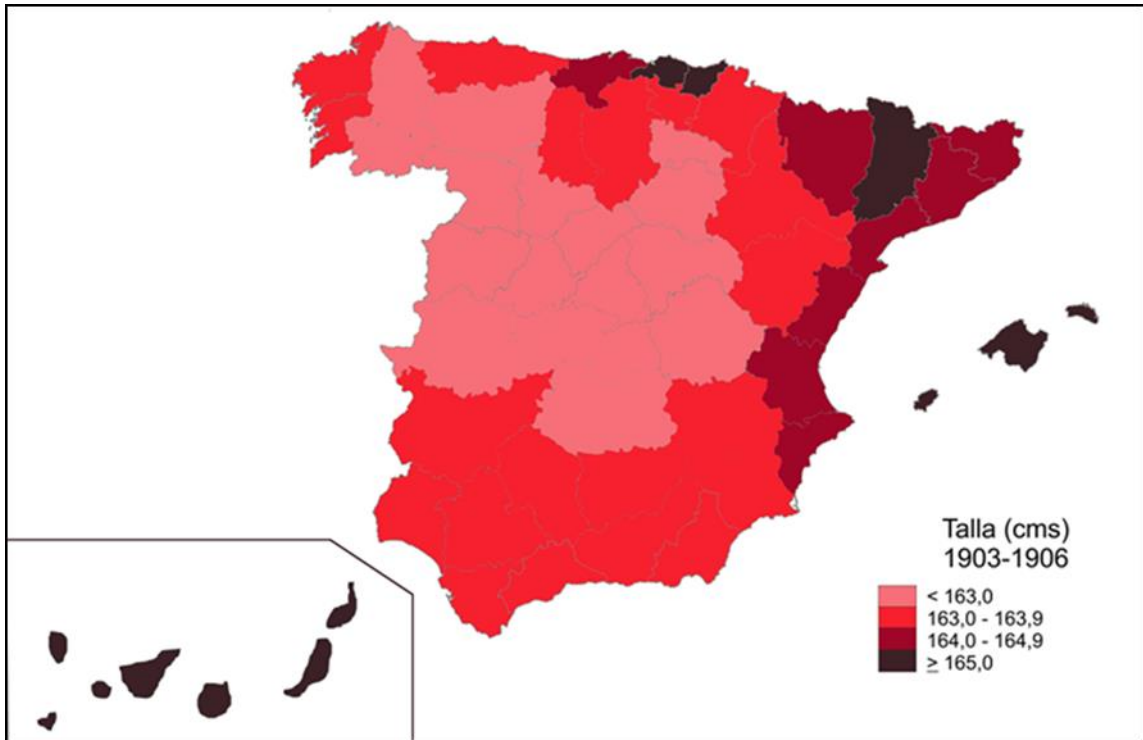 Talla (cms)
1903-1906
< 163,0
163,0 - 163,9
164,0 - 164,9
≥ 165,0